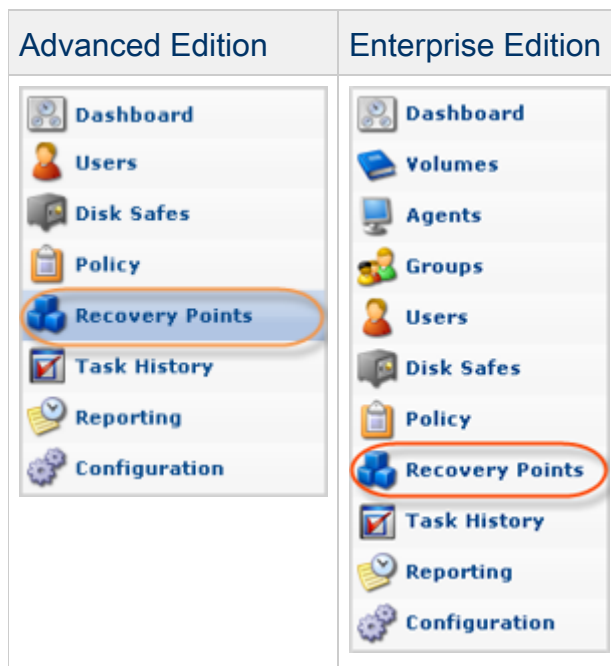 Advanced Edition
Enterprise Edition
Dashboard
Users
Disk Safes
Policy
Recovery Points
Task History
Reporting
Configuration
Dashboard
Volumes
Agents
Groups
Users
Disk Safes
Policy
Recovery Points
Task History
Reporting
Configuration